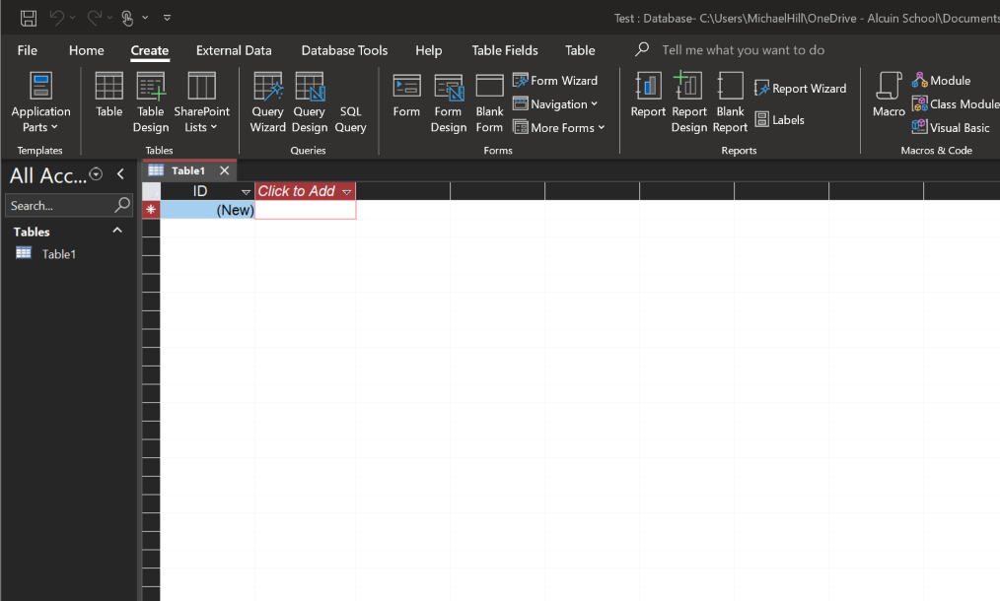 Test : Database- C:\Users\MichaelHill\OneDrive - Alcuin School\Documents
File Home Create External Data Database Tools Help Table Fields Table Tell me what you want to do
Application Parts
Templates
Table
Table Design
SharePoint Lists
Tables
Query Wizard
Query Design
SQL Query
Queries
Form
Form Design
Blank Form
Form Wizard
Navigation
More Forms
Forms
Report
Report Design
Blank Report
Report Wizard
Labels
Reports
Macro
Module
Class Module
Visual Basic
Macros & Code
All Acc...
Search...
Tables
Table1
Table1
ID Click to Add
(New)